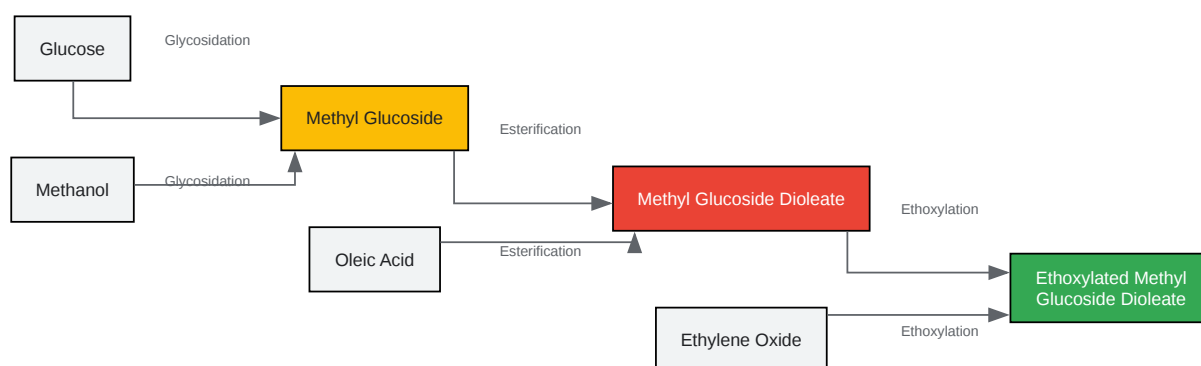 Glucose
Glycosidation
Methyl Glucoside
Esterification
Methanol
Glycosidation
Methyl Glucoside Dioleate
Ethoxylation
Oleic Acid
Esterification
Ethoxylated Methyl
Glucoside Dioleate
Ethylene Oxide
Ethoxylation